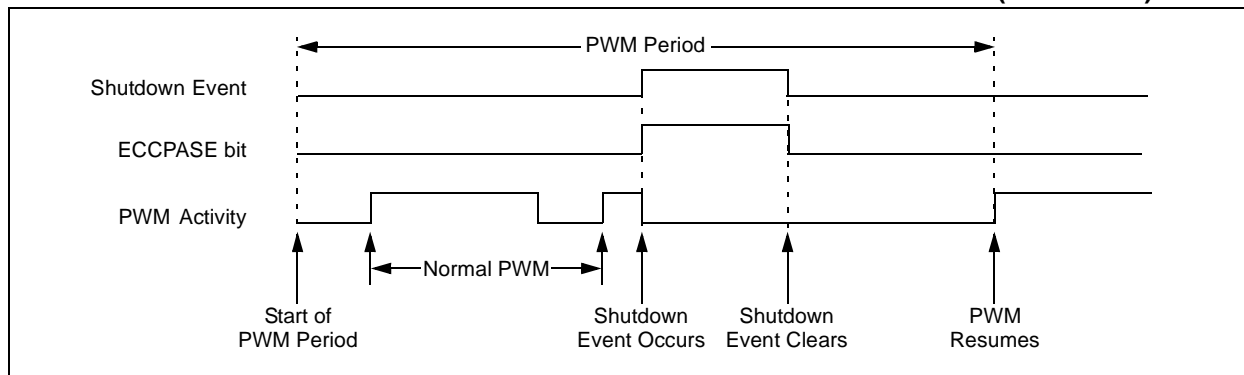 PWM Period
Shutdown Event
ECCPASE bit
PWM Activity
Normal PWM
Start of
PWM Period
Shutdown
Event Occurs
Shutdown
Event Clears
PWM
Resumes